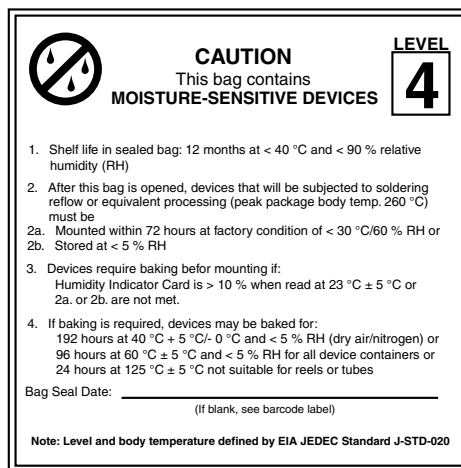 LEVEL
4
CAUTION
This bag contains
MOISTURE-SENSITIVE DEVICES
1. Shelf life in sealed bag: 12 months at < 40 °C and < 90 % relative
humidity (RH)
2. After this bag is opened, devices that will be subjected to soldering
reflow or equivalent processing (peak package body temp. 260 °C)
must be
2a. Mounted within 72 hours at factory condition of < 30 °C/60 % RH or
2b. Stored at < 5 % RH
3. Devices require baking befor mounting if:
Humidity Indicator Card is > 10 % when read at 23 °C ± 5 °C or
2a. or 2b. are not met.
4. If baking is required, devices may be baked for:
192 hours at 40 °C + 5 °C/- 0 °C and < 5 % RH (dry air/nitrogen) or
96 hours at 60 °C ± 5 °C and < 5 % RH for all device containers or
24 hours at 125 °C ± 5 °C not suitable for reels or tubes
Bag Seal Date:
(If blank, see barcode label)
Note: Level and body temperature defined by EIA JEDEC Standard J-STD-020